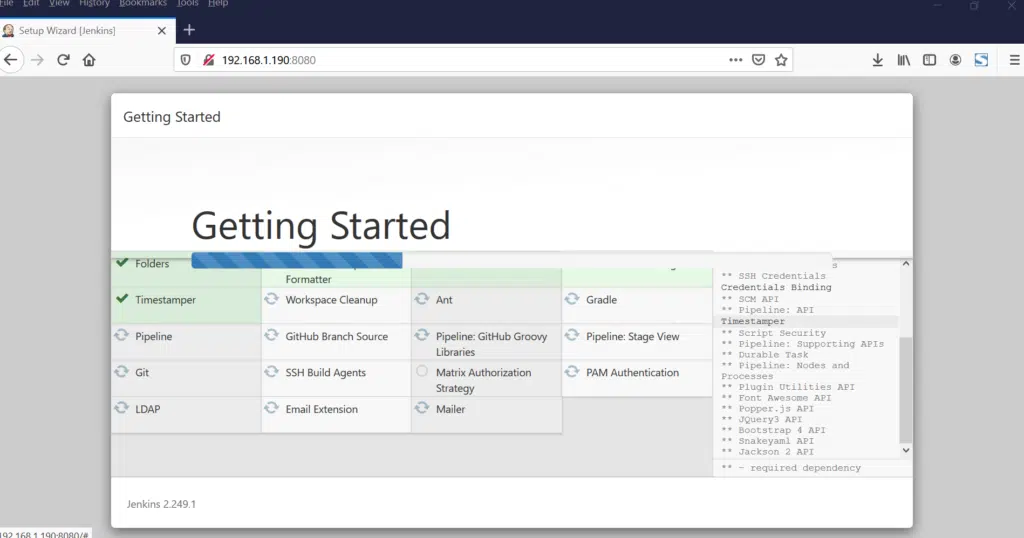 File Edit View History Bookmarks Tools Help
Setup Wizard [Jenkins]
192.168.1.190:8080
Getting Started
Getting Started
Folders
Formatter
Timestamper
Workspace Cleanup
Ant
Gradle
Pipeline
GitHub Branch Source
Pipeline: GitHub Groovy
Libraries
Pipeline: Stage View
Git
SSH Build Agents
Matrix Authorization
Strategy
PAM Authentication
LDAP
Email Extension
Mailer
** SSH Credentials
Credentials Binding
** SCM API
** Pipeline: API
Timestamper
** Script Security
** Pipeline: Supporting APIs
** Durable Task
** Pipeline: Nodes and
Processes
** Plugin Utilities API
** Font Awesome API
** Popper.js API
** JQuery3 API
** Bootstrap 4 API
** Snakeyaml API
** Jackson 2 API
** - required dependency
Jenkins 2.249.1
192.168.1.190:8080/#